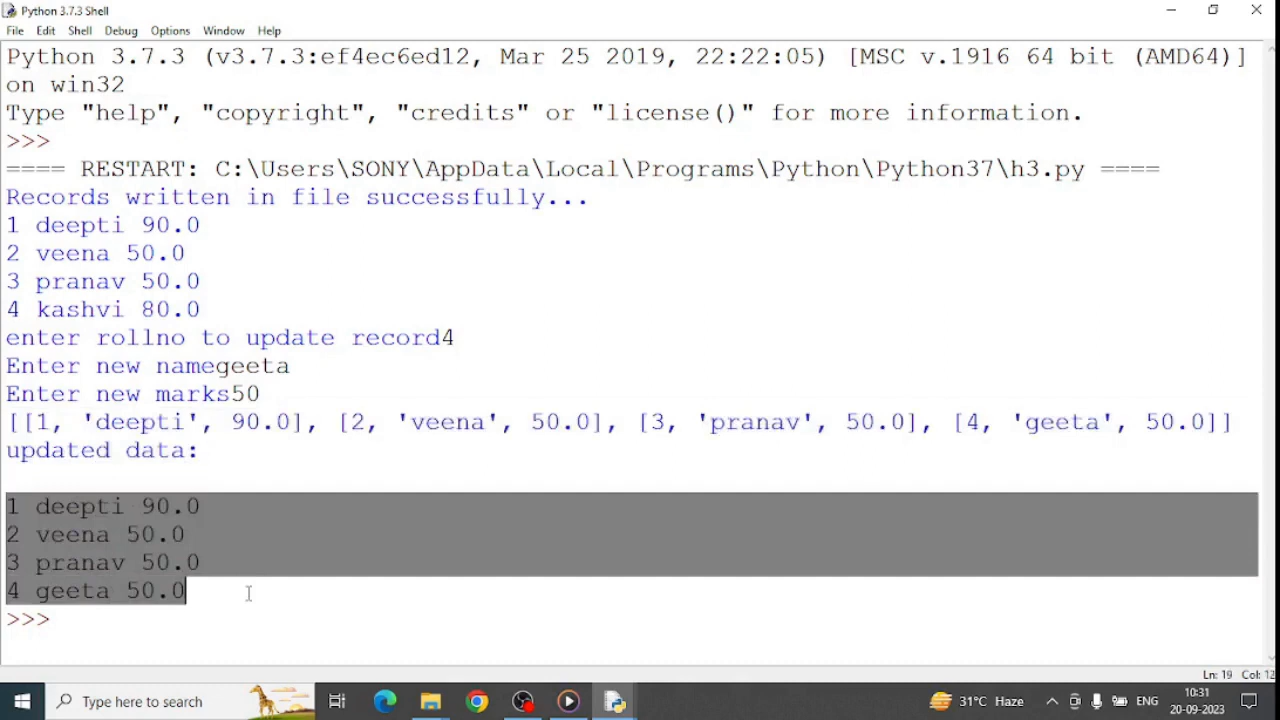 Python 3.7.3 Shell
File Edit Shell Debug Options Window Help
Python 3.7.3 (v3.7.3:ef4ec6ed12, Mar 25 2019, 22:22:05) [MSC v.1916 64 bit (AMD64)]
on win32
Type "help", "copyright", "credits" or "license()" for more information.
>>>
==== RESTART: C:\Users\SONY\AppData\Local\Programs\Python\Python37\h3.py ====
Records written in file successfully...
1 deepti 90.0
2 veena 50.0
3 pranav 50.0
4 kashvi 80.0
enter rollno to update record4
Enter new namegeeta
Enter new marks50
[[1, 'deepti', 90.0], [2, 'veena', 50.0], [3, 'pranav', 50.0], [4, 'geeta', 50.0]]
updated data:
1 deepti 90.0
2 veena 50.0
3 pranav 50.0
4 geeta 50.0
>>>
Ln: 19 Col: 12
Type here to search
31°C Haze
ENG
10:31
20-09-2023